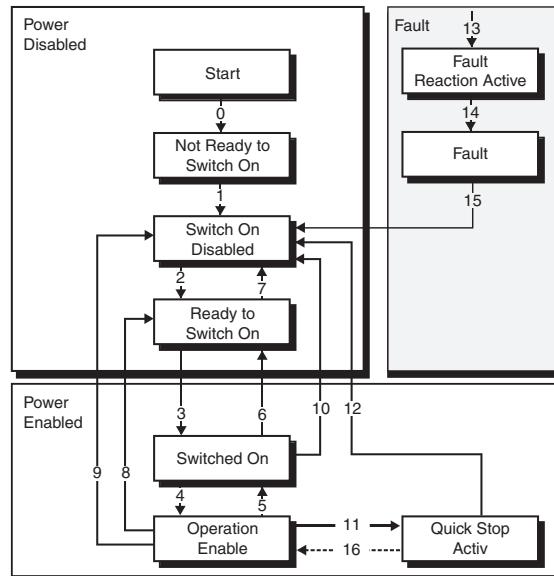 Power
Disabled
Fault
13
Start
Fault
Reaction Active
0
14
Not Ready to
Switch On
Fault
1
15
Switch On
Disabled
2
7
Ready to
Switch On
Power
Enabled
3
6
10
12
9
8
Switched On
4
5
Operation
Enable
11
16
Quick Stop
Activ